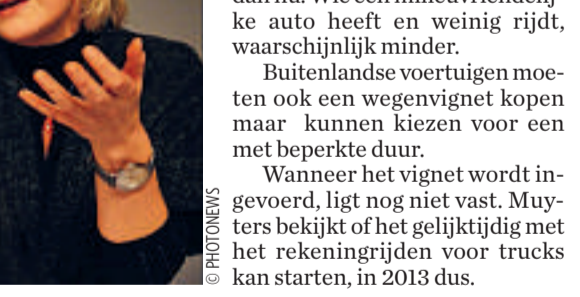 ke auto heeft en weinig rijdt,
waarschijnlijk minder.
Buitenlandse voertuigen moe-
ten ook een wegenvignet kopen
maar kunnen kiezen voor een
met beperkte duur.
Wanneer het vignet wordt in-
gevoerd, ligt nog niet vast. Muy-
ters bekijkt of het gelijktijdig met
het rekeningrijden voor trucks
kan starten, in 2013 dus.
© PHOTONEWS